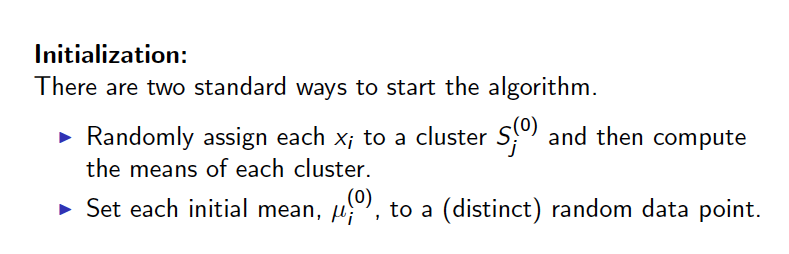 Initialization:
There are two standard ways to start the algorithm.
▶ Randomly assign each x_i to a cluster S_j^(0) and then compute
the means of each cluster.
▶ Set each initial mean, μ_i^(0), to a (distinct) random data point.